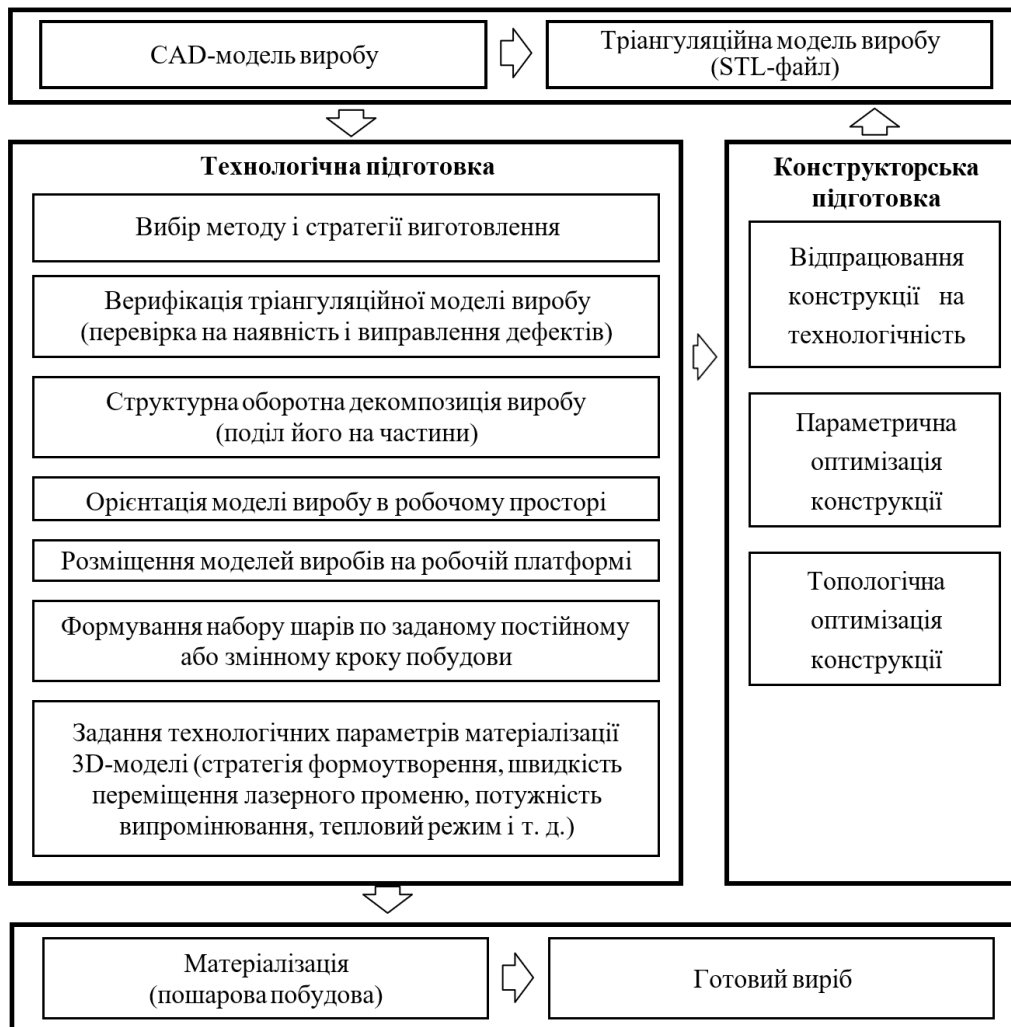 CAD-модель виробу
Тріангуляційна модель виробу
(STL-файл)
Технологічна підготовка
Вибір методу і стратегії виготовлення
Верифікація тріангуляційної моделі виробу
(перевірка на наявність і виправлення дефектів)
Структурна оборотна декомпозиція виробу
(поділ його на частини)
Орієнтація моделі виробу в робочому просторі
Розміщення моделей виробів на робочій платформі
Формування набору шарів по заданому постійному
або змінному кроку побудови
Задання технологічних параметрів матеріалізації
3D-моделі (стратегія формоутворення, швидкість
переміщення лазерного променю, потужність
випромінювання, тепловий режим і т. д.)
Конструкторська
підготовка
Відпрацювання
конструкції на
технологічність
Параметрична
оптимізація
конструкції
Топологічна
оптимізація
конструкції
Матеріалізація
(пошарова побудова)
Готовий виріб